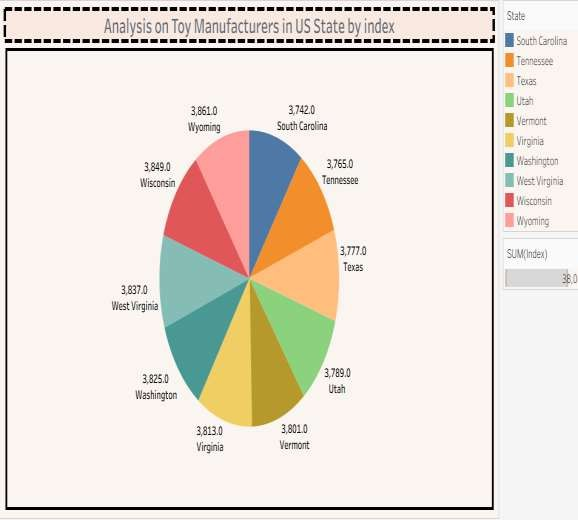 Analysis on Toy Manufacturers in US State by index
3,861.0
Wyoming
3,742.0
South Carolina
3,849.0
Wisconsin
3,765.0
Tennessee
3,777.0
Texas
3,837.0
West Virginia
3,789.0
Utah
3,825.0
Washington
3,801.0
Vermont
3,813.0
Virginia
State
South Carolina
Tennessee
Texas
Utah
Vermont
Virginia
Washington
West Virginia
Wisconsin
Wyoming
SUM(Index)